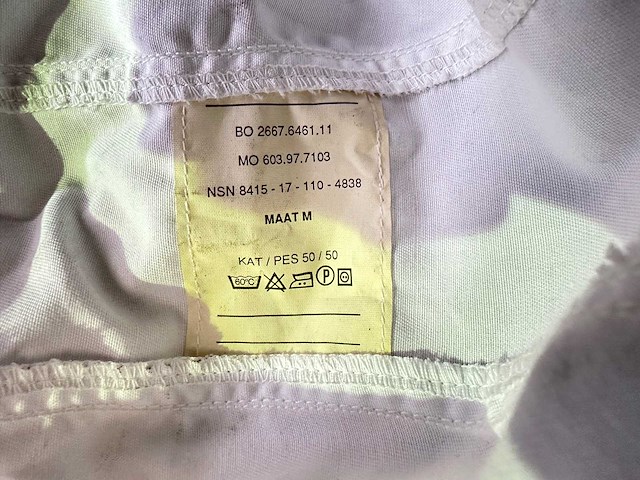 BO 2667.6461.11
MO 603.97.7103
NSN 8415 - 17 - 110 - 4838
MAAT M
KAT / PES 50 / 50
60°C P